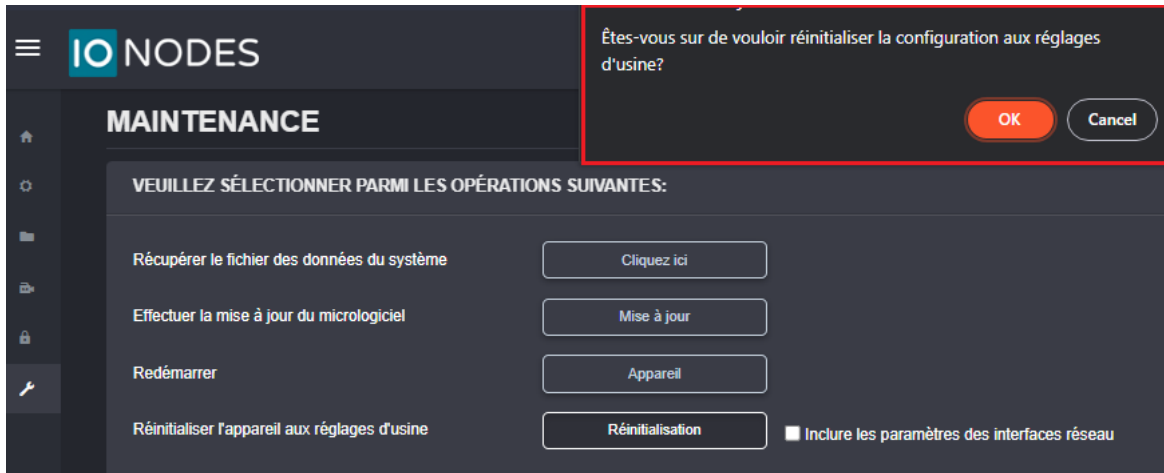 IO NODES
Êtes-vous sur de vouloir réinitialiser la configuration aux réglages
d'usine?
OK
Cancel
MAINTENANCE
VEUILLEZ SÉLECTIONNER PARMI LES OPÉRATIONS SUIVANTES:
Récupérer le fichier des données du système
Cliquez ici
Effectuer la mise à jour du micrologiciel
Mise à jour
Redémarrer
Appareil
Réinitialiser l'appareil aux réglages d'usine
Réinitialisation
Inclure les paramètres des interfaces réseau